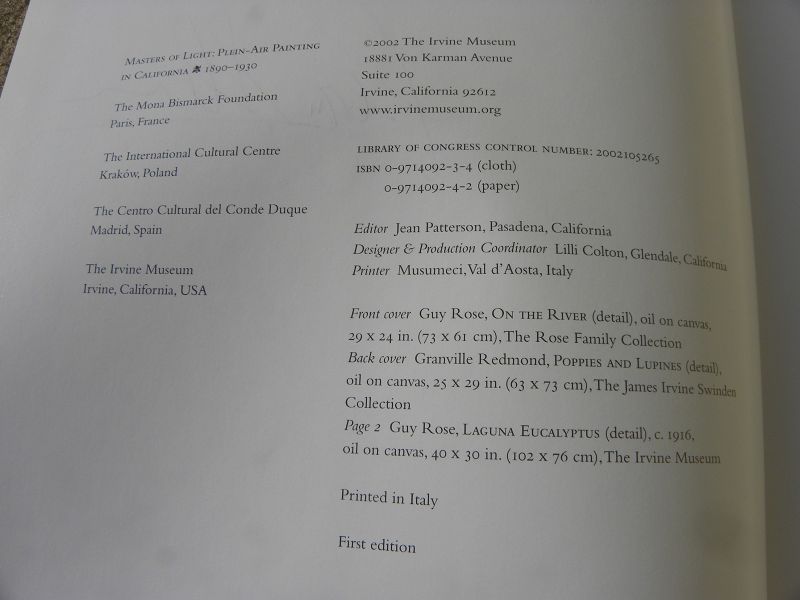 Masters of Light: Plein-Air Painting
in California ❧ 1890–1930
The Mona Bismarck Foundation
Paris, France
The International Cultural Centre
Kraków, Poland
The Centro Cultural del Conde Duque
Madrid, Spain
The Irvine Museum
Irvine, California, USA
©2002 The Irvine Museum
18881 Von Karman Avenue
Suite 100
Irvine, California 92612
www.irvinemuseum.org
LIBRARY OF CONGRESS CONTROL NUMBER: 2002105265
ISBN 0-9714092-3-4 (cloth)
0-9714092-4-2 (paper)
Editor Jean Patterson, Pasadena, California
Designer & Production Coordinator Lilli Colton, Glendale, California
Printer Musumeci, Val d'Aosta, Italy
Front cover Guy Rose, On the River (detail), oil on canvas,
29 x 24 in. (73 x 61 cm), The Rose Family Collection
Back cover Granville Redmond, Poppies and Lupines (detail),
oil on canvas, 25 x 29 in. (63 x 73 cm), The James Irvine Swinden
Collection
Page 2 Guy Rose, Laguna Eucalyptus (detail), c. 1916,
oil on canvas, 40 x 30 in. (102 x 76 cm), The Irvine Museum
Printed in Italy
First edition